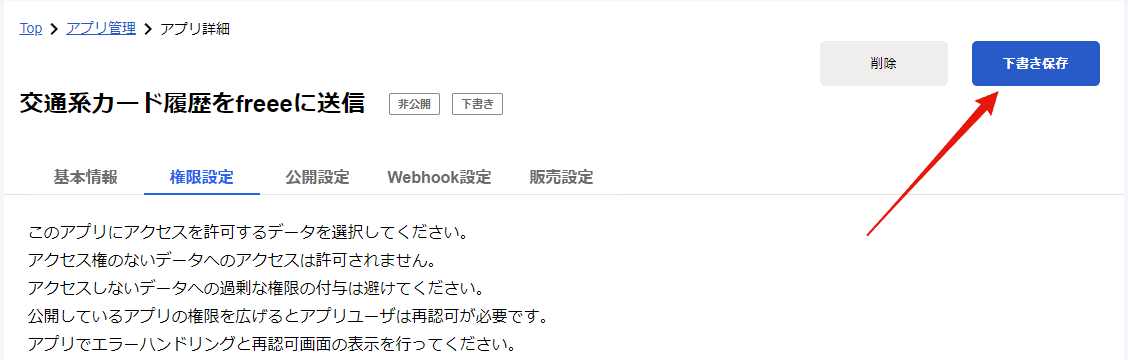 Top > アプリ管理 > アプリ詳細
削除
下書き保存
交通系カード履歴をfreeeに送信 非公開 下書き
基本情報 権限設定 公開設定 Webhook設定 販売設定
このアプリにアクセスを許可するデータを選択してください。
アクセス権のないデータへのアクセスは許可されません。
アクセスしないデータへの過剰な権限の付与は避けてください。
公開しているアプリの権限を広げるとアプリユーザは再認可が必要です。
アプリでエラーハンドリングと再認可画面の表示を行ってください。